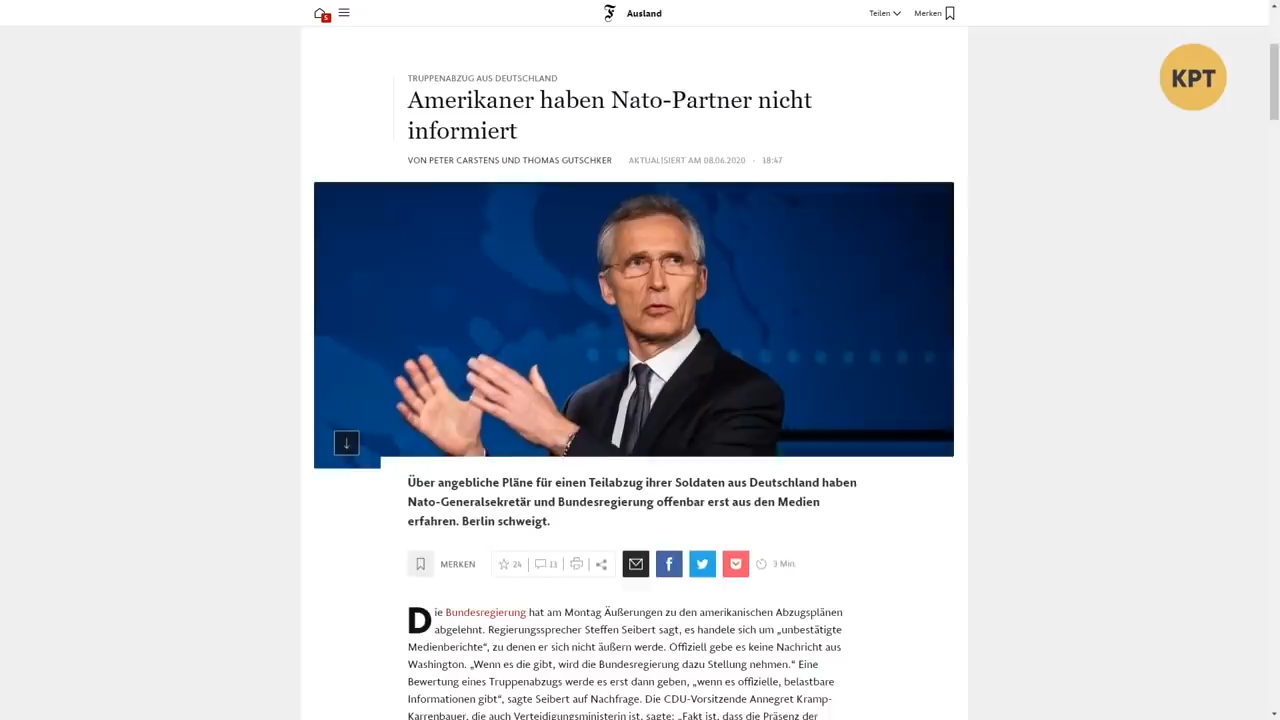 5
Ausland
Teilen
Merken
KPT
TRUPPENABZUG AUS DEUTSCHLAND
Amerikaner haben Nato-Partner nicht
informiert
VON PETER CARSTENS UND THOMAS GUTSCHKER AKTUALISIERT AM 08.06.2020 - 18:47
Über angebliche Pläne für einen Teilabzug ihrer Soldaten aus Deutschland haben
Nato-Generalsekretär und Bundesregierung offenbar erst aus den Medien
erfahren. Berlin schweigt.
MERKEN 24 11 3 Min.
Die Bundesregierung hat am Montag Äußerungen zu den amerikanischen Abzugsplänen
abgelehnt. Regierungssprecher Steffen Seibert sagt, es handele sich um „unbestätigte
Medienberichte“, zu denen er sich nicht äußern werde. Offiziell gebe es keine Nachricht aus
Washington. „Wenn es die gibt, wird die Bundesregierung dazu Stellung nehmen.“ Eine
Bewertung eines Truppenabzugs werde es erst dann geben, „wenn es offizielle, belastbare
Informationen gibt“, sagte Seibert auf Nachfrage. Die CDU-Vorsitzende Annegret Kramp-
Karrenbauer, die auch Verteidigungsministerin ist, sagte: „Fakt ist, dass die Präsenz der